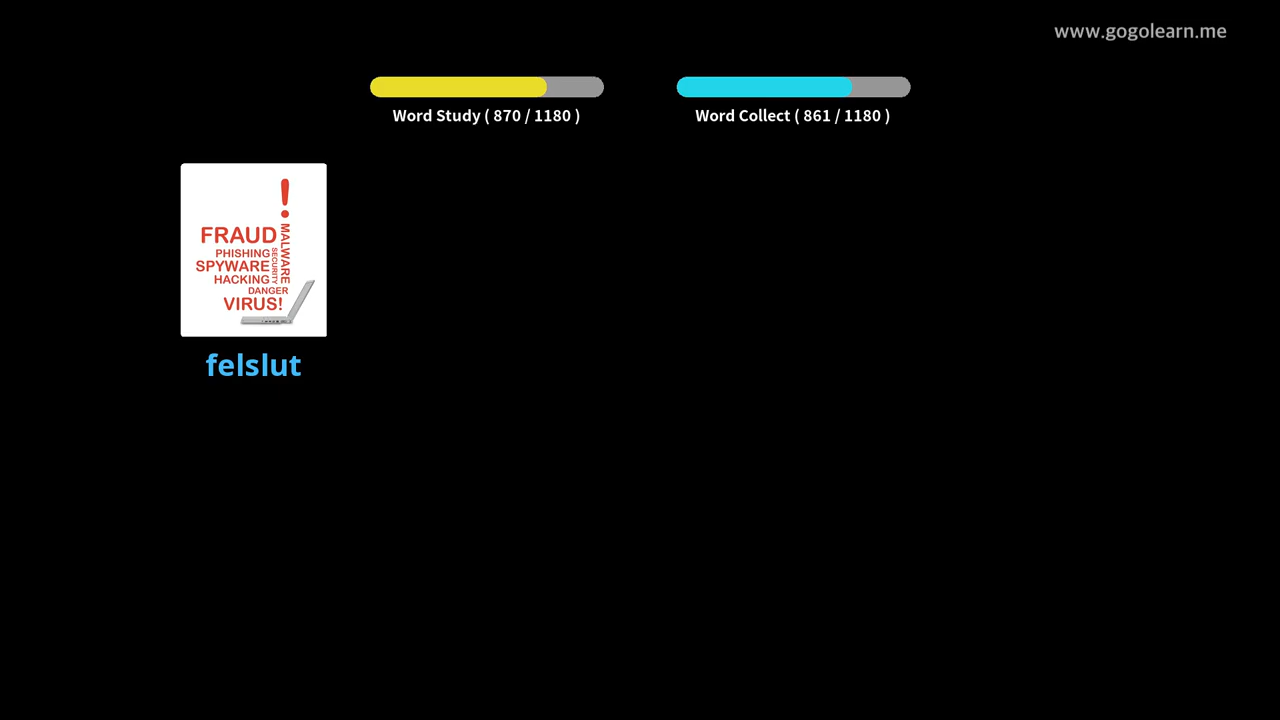 www.gogolearn.me
Word Study ( 870 / 1180 )
Word Collect ( 861 / 1180 )
!
FRAUD
MALWARE
PHISHING
SECURITY
SPYWARE
HACKING
DANGER
VIRUS!
felslut